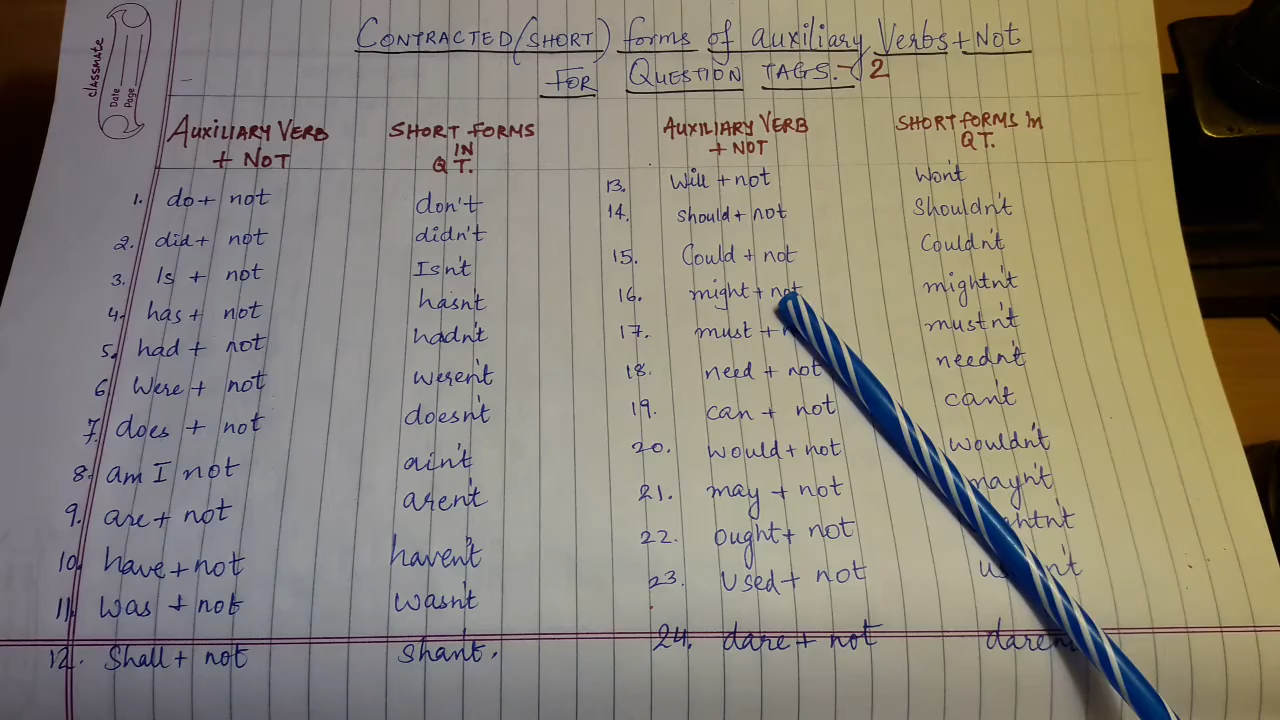 classmate
Date
Page
CONTRACTED (SHORT) forms of auxiliary Verbs + Not
FOR QUESTION TAGS. - 2
AUXILIARY VERB + NOT
SHORT FORMS IN Q T.
1. do + not don't
2. did + not didn't
3. Is + not Isn't
4. has + not hasn't
5. had + not hadn't
6. Were + not weren't
7. does + not doesn't
8. am I not ain't
9. are + not aren't
10. have + not haven't
11. was + not wasn't
12. Shall + not shan't.
AUXILIARY VERB + NOT
SHORT FORMS in Q T.
13. Will + not Won't
14. should + not Shouldn't
15. Could + not Couldn't
16. might + not mightn't
17. must + mustn't
18. need + not needn't
19. can + not can't
20. would + not wouldn't
21. may + not mayn't
22. ought + not
23. Used + not
24. dare + not